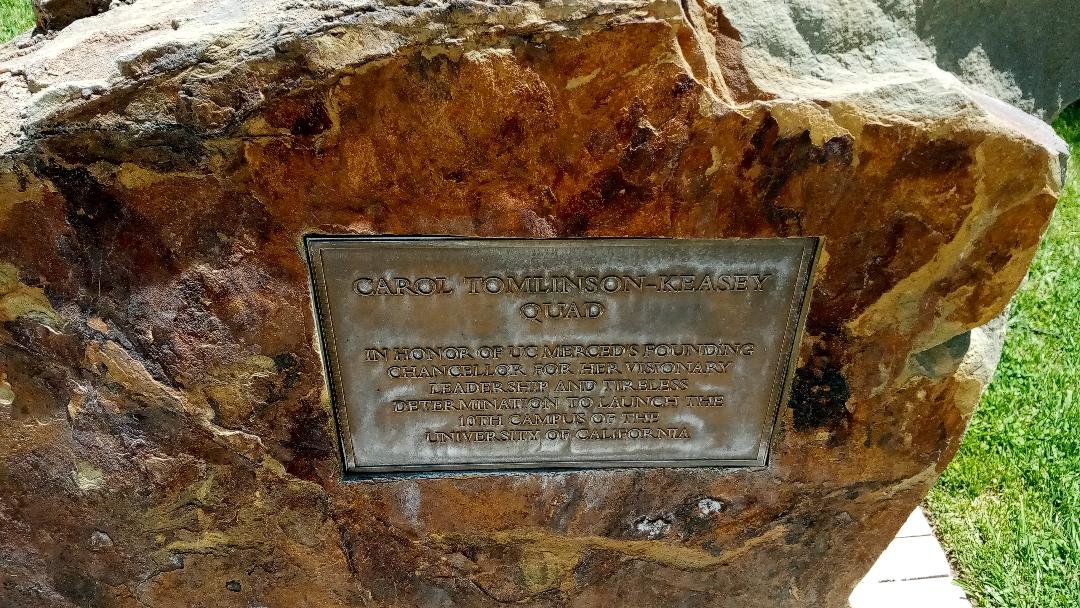 CAROL TOMLINSON-KEASEY
QUAD
IN HONOR OF UC MERCED'S FOUNDING
CHANCELLOR FOR HER VISIONARY
LEADERSHIP AND TIRELESS
DETERMINATION TO LAUNCH THE
10TH CAMPUS OF THE
UNIVERSITY OF CALIFORNIA